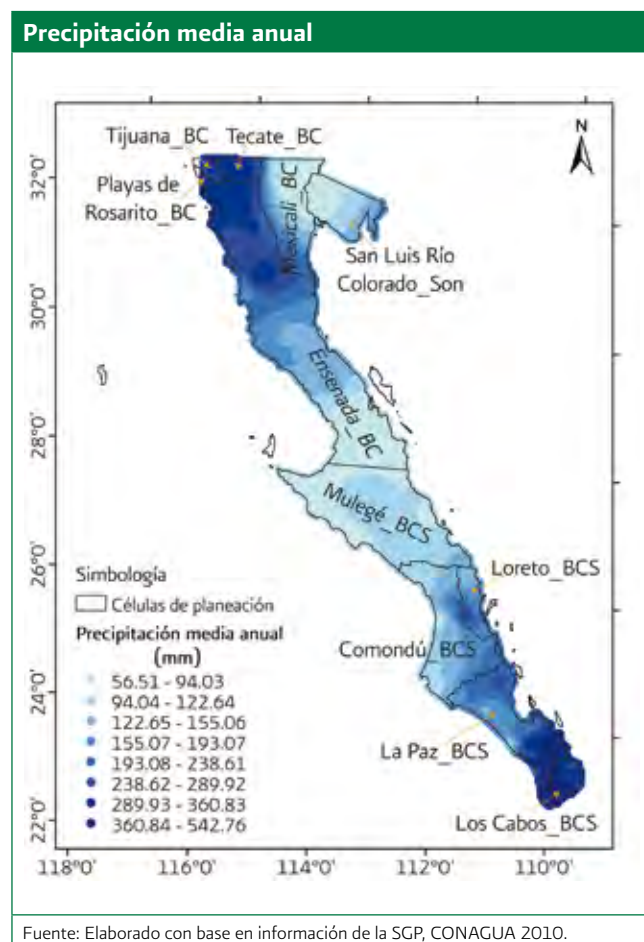 Precipitación media anual
N
Tijuana_BC
Tecate_BC
Playas de
Rosarito_BC
Mexicali_BC
San Luis Río
Colorado_Son
Ensenada_BC
Mulegé_BCS
Loreto_BCS
Comondú_BCS
La Paz_BCS
Los Cabos_BCS
32°0'
30°0'
28°0'
26°0'
24°0'
22°0'
Simbología
Células de planeación
Precipitación media anual
(mm)
56.51 - 94.03
94.04 - 122.64
122.65 - 155.06
155.07 - 193.07
193.08 - 238.61
238.62 - 289.92
289.93 - 360.83
360.84 - 542.76
118°0' 116°0' 114°0' 112°0' 110°0'
Fuente: Elaborado con base en información de la SGP, CONAGUA 2010.